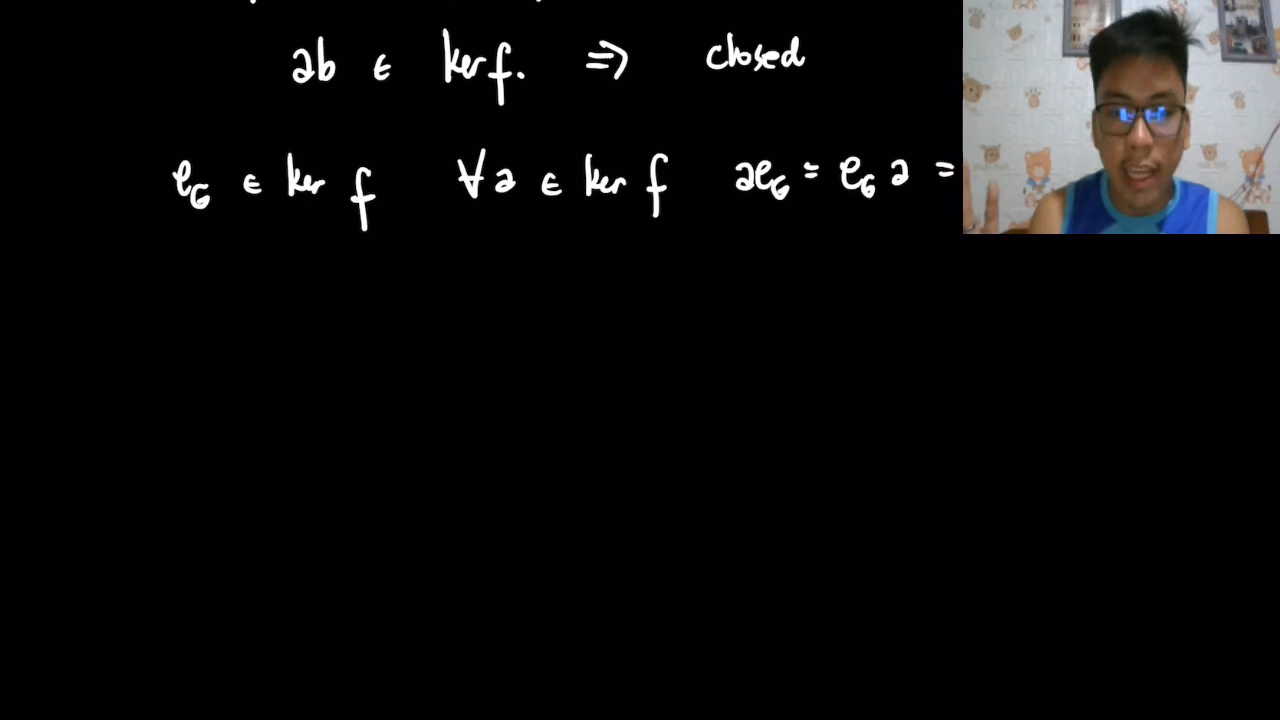 ab ∈ ker f. ⇒ closed
e_G ∈ ker f ∀a ∈ ker f ae_G = e_G a =